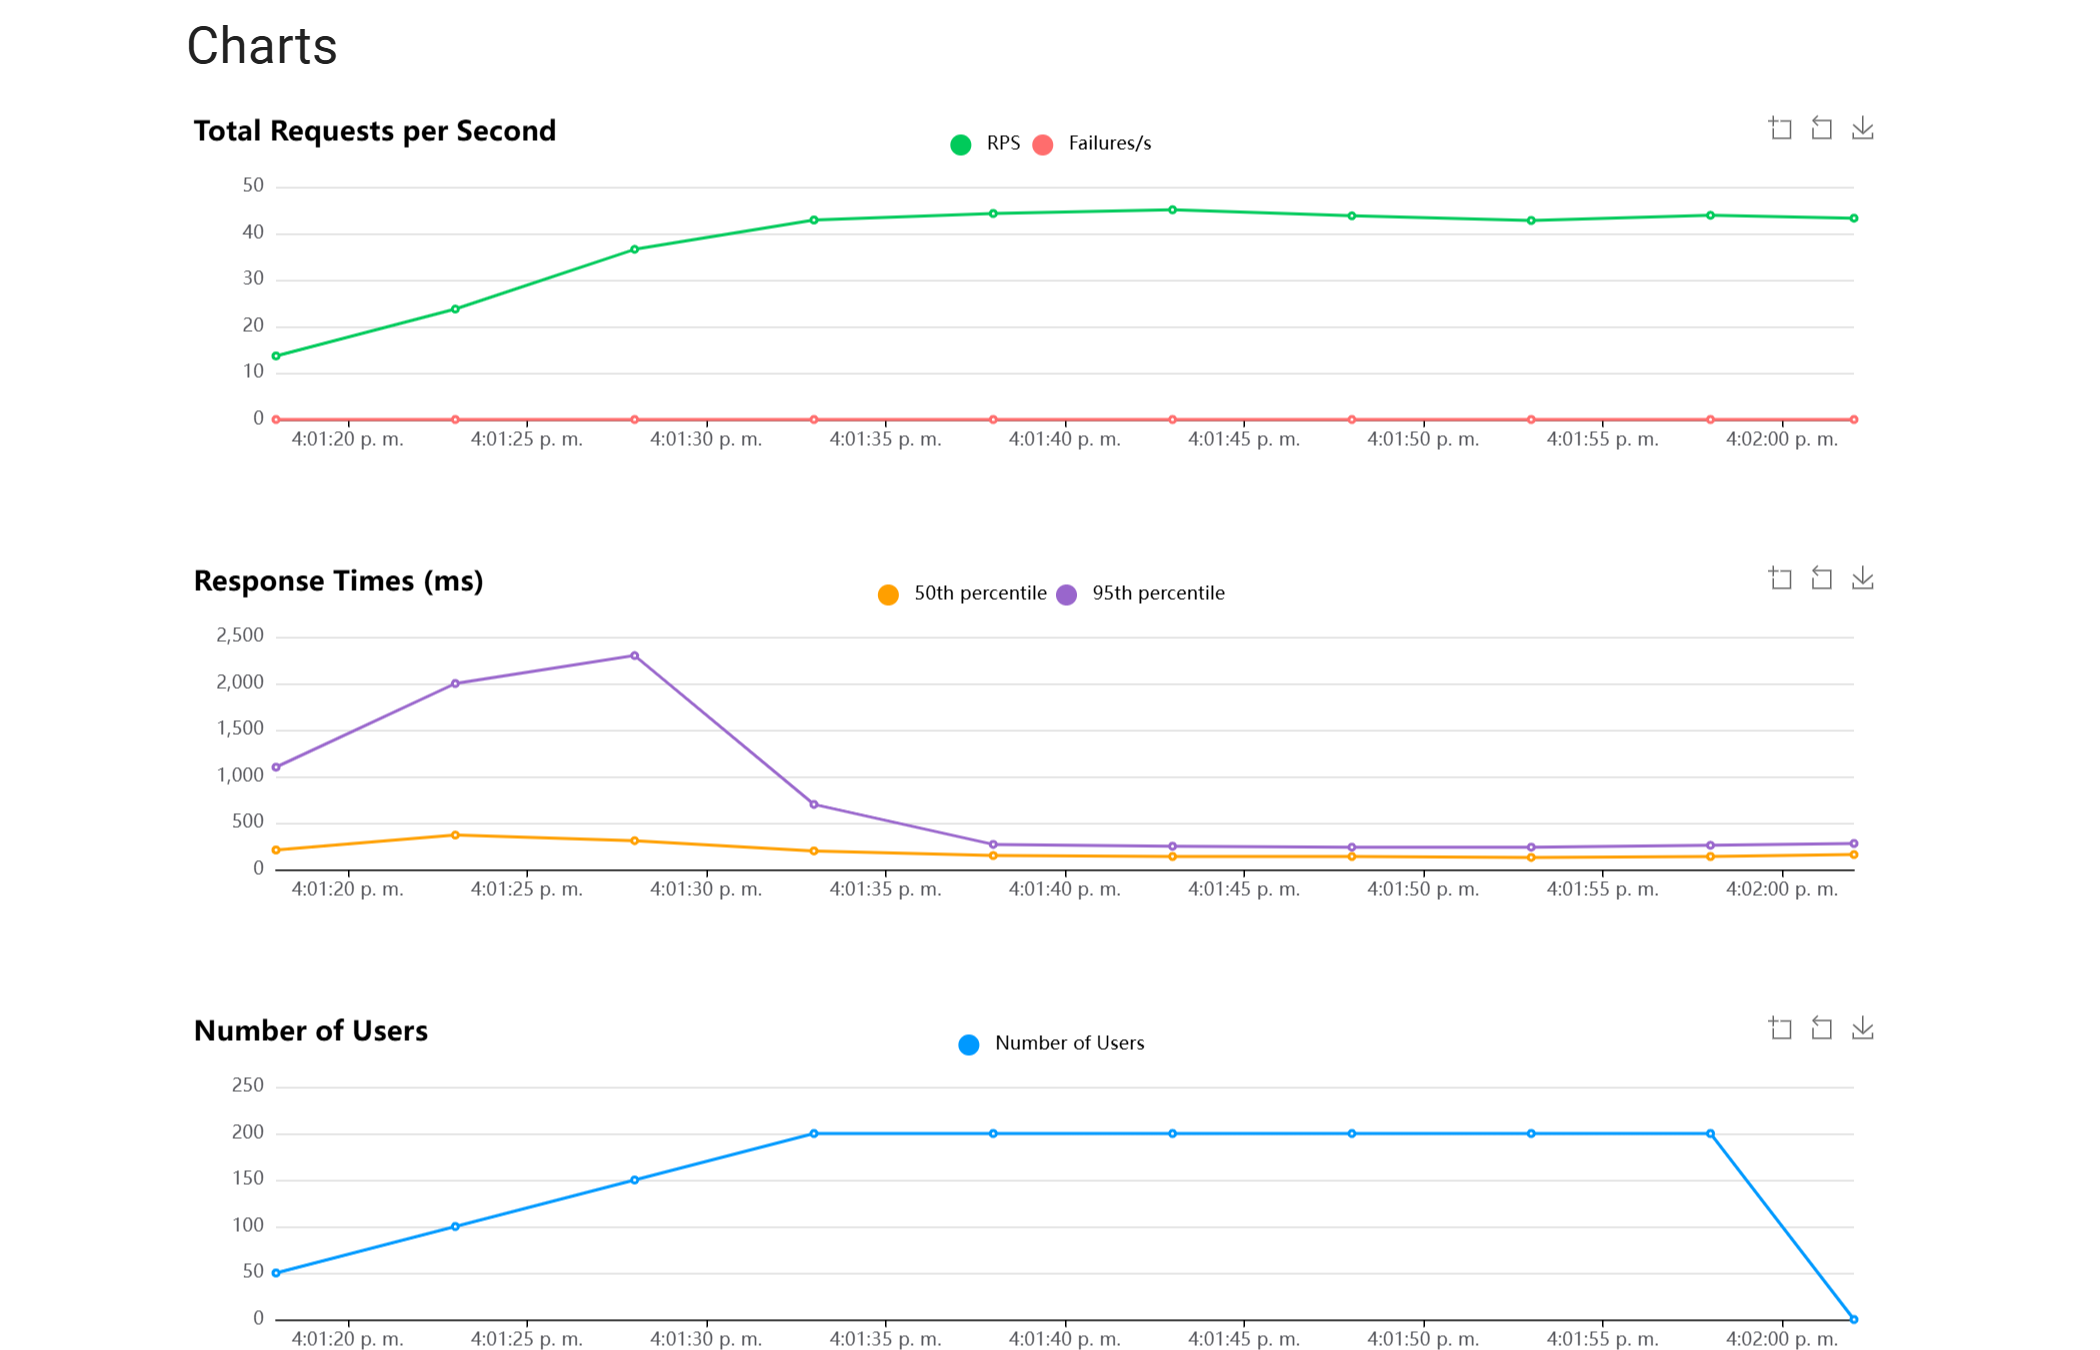 Charts
Total Requests per Second
RPS Failures/s
50
40
30
20
10
0
4:01:20 p. m. 4:01:25 p. m. 4:01:30 p. m. 4:01:35 p. m. 4:01:40 p. m. 4:01:45 p. m. 4:01:50 p. m. 4:01:55 p. m. 4:02:00 p. m.
Response Times (ms)
50th percentile 95th percentile
2,500
2,000
1,500
1,000
500
0
4:01:20 p. m. 4:01:25 p. m. 4:01:30 p. m. 4:01:35 p. m. 4:01:40 p. m. 4:01:45 p. m. 4:01:50 p. m. 4:01:55 p. m. 4:02:00 p. m.
Number of Users
Number of Users
250
200
150
100
50
0
4:01:20 p. m. 4:01:25 p. m. 4:01:30 p. m. 4:01:35 p. m. 4:01:40 p. m. 4:01:45 p. m. 4:01:50 p. m. 4:01:55 p. m. 4:02:00 p. m.